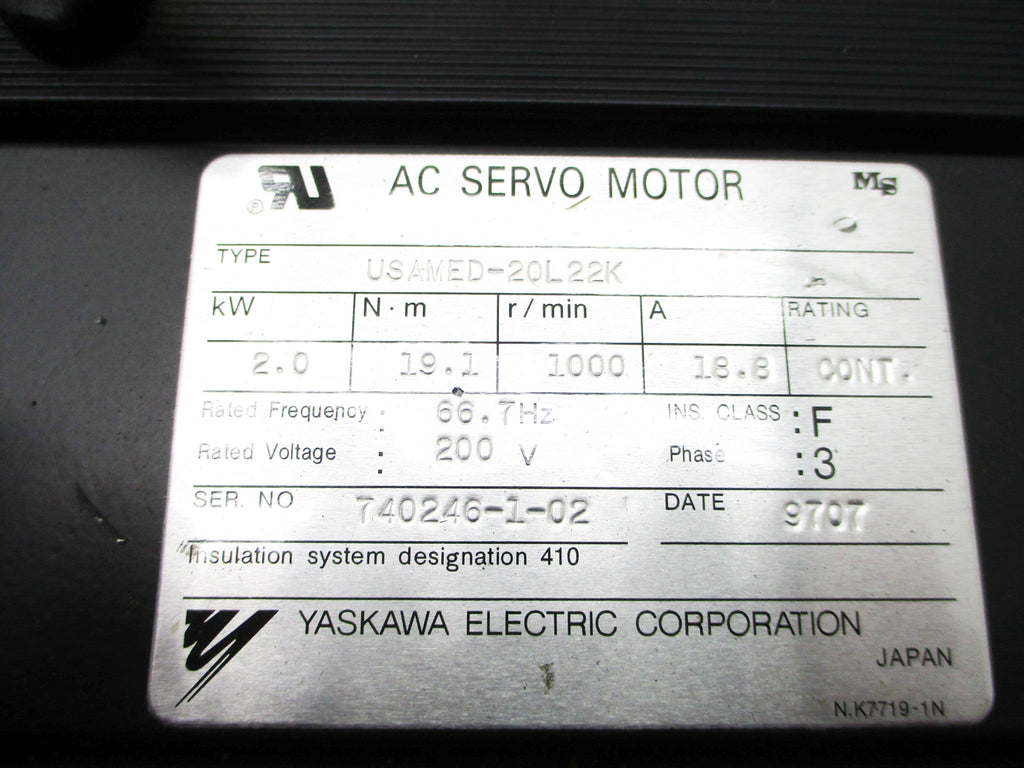 ® RU AC SERVO MOTOR MS
TYPE USAMED-20L22K
kW N·m r/min A RATING
2.0 19.1 1000 18.8 CONT.
Rated Frequency : 66.7Hz INS. CLASS : F
Rated Voltage : 200 V Phase : 3
SER. NO 740246-1-02 DATE 9707
Insulation system designation 410
YASKAWA ELECTRIC CORPORATION
JAPAN
N.K7719-1N